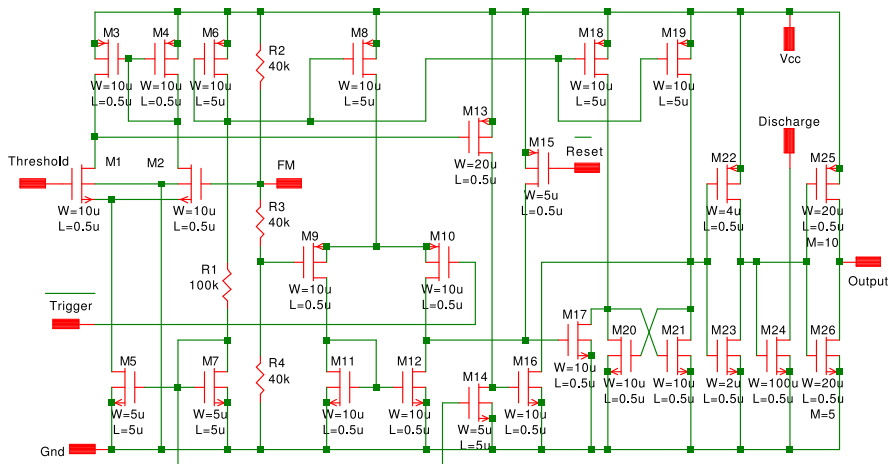 M3
W=10u
L=0.5u
M4
W=10u
L=0.5u
M6
W=10u
L=5u
R2
40k
M8
W=10u
L=5u
M18
W=10u
L=5u
M19
W=10u
L=5u
Vcc
M13
W=20u
L=0.5u
M15
W=5u
L=0.5u
Reset
Discharge
Threshold
M1
W=10u
L=0.5u
M2
W=10u
L=0.5u
FM
R3
40k
M22
W=4u
L=0.5u
M25
W=20u
L=0.5u
M=10
M9
W=10u
L=0.5u
M10
W=10u
L=0.5u
R1
100k
Output
Trigger
M17
W=10u
L=0.5u
M20
W=10u
L=0.5u
M21
W=10u
L=0.5u
M23
W=2u
L=0.5u
M24
W=100u
L=0.5u
M26
W=20u
L=0.5u
M=5
M5
W=5u
L=5u
M7
W=5u
L=5u
R4
40k
M11
W=10u
L=0.5u
M12
W=10u
L=0.5u
M14
W=5u
L=5u
M16
W=10u
L=0.5u
Gnd